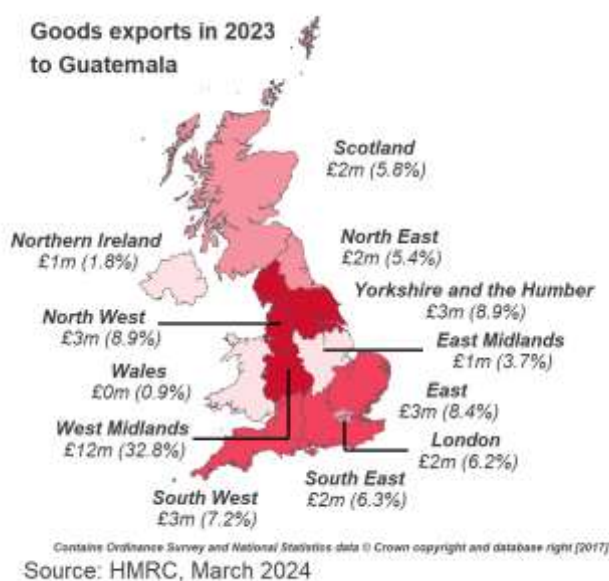 Goods exports in 2023
to Guatemala
Scotland
£2m (5.8%)
Northern Ireland
£1m (1.8%)
North East
£2m (5.4%)
Yorkshire and the Humber
£3m (8.9%)
North West
£3m (8.9%)
East Midlands
£1m (3.7%)
Wales
£0m (0.9%)
East
£3m (8.4%)
West Midlands
£12m (32.8%)
London
£2m (6.2%)
South East
£2m (6.3%)
South West
£3m (7.2%)
Contains Ordinance Survey and National Statistics data © Crown copyright and database right [2017]
Source: HMRC, March 2024